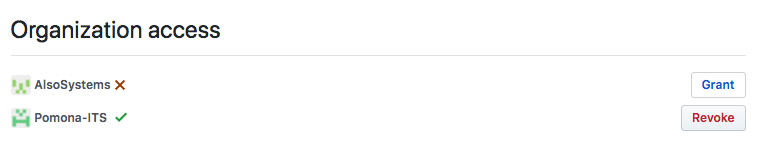 Organization access
AlsoSystems Grant
Pomona-ITS Revoke